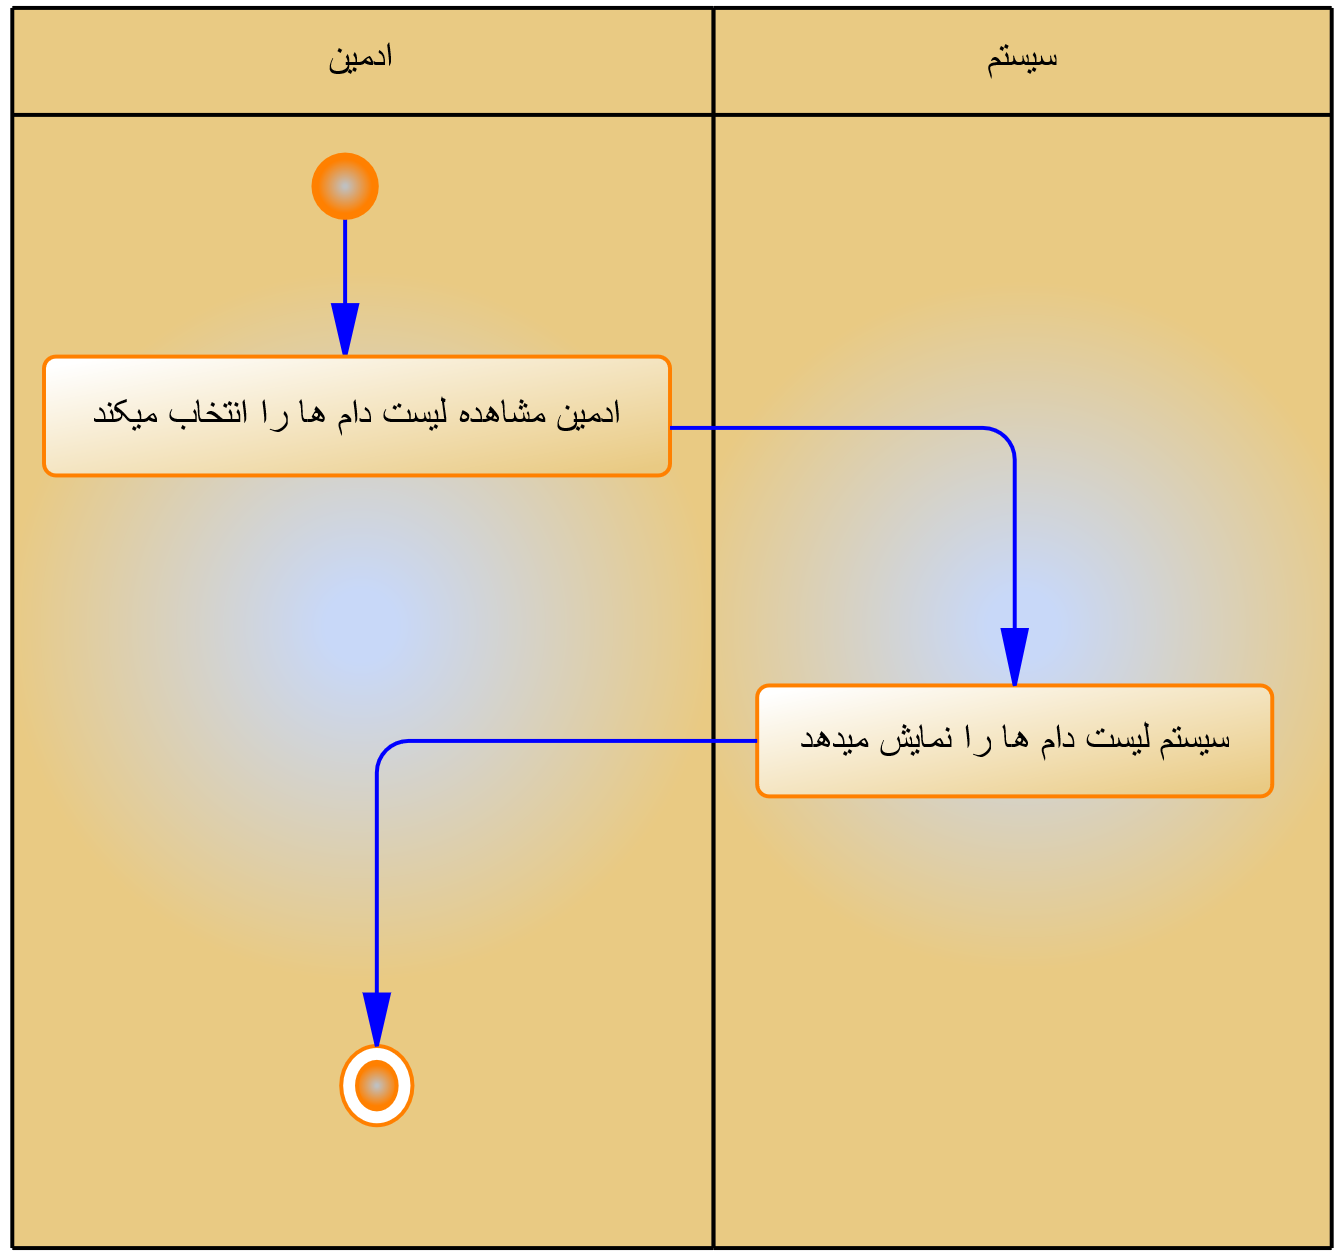 ادمین
سیستم
ادمین مشاهده لیست دام ها را انتخاب میکند
سیستم لیست دام ها را نمایش میدهد